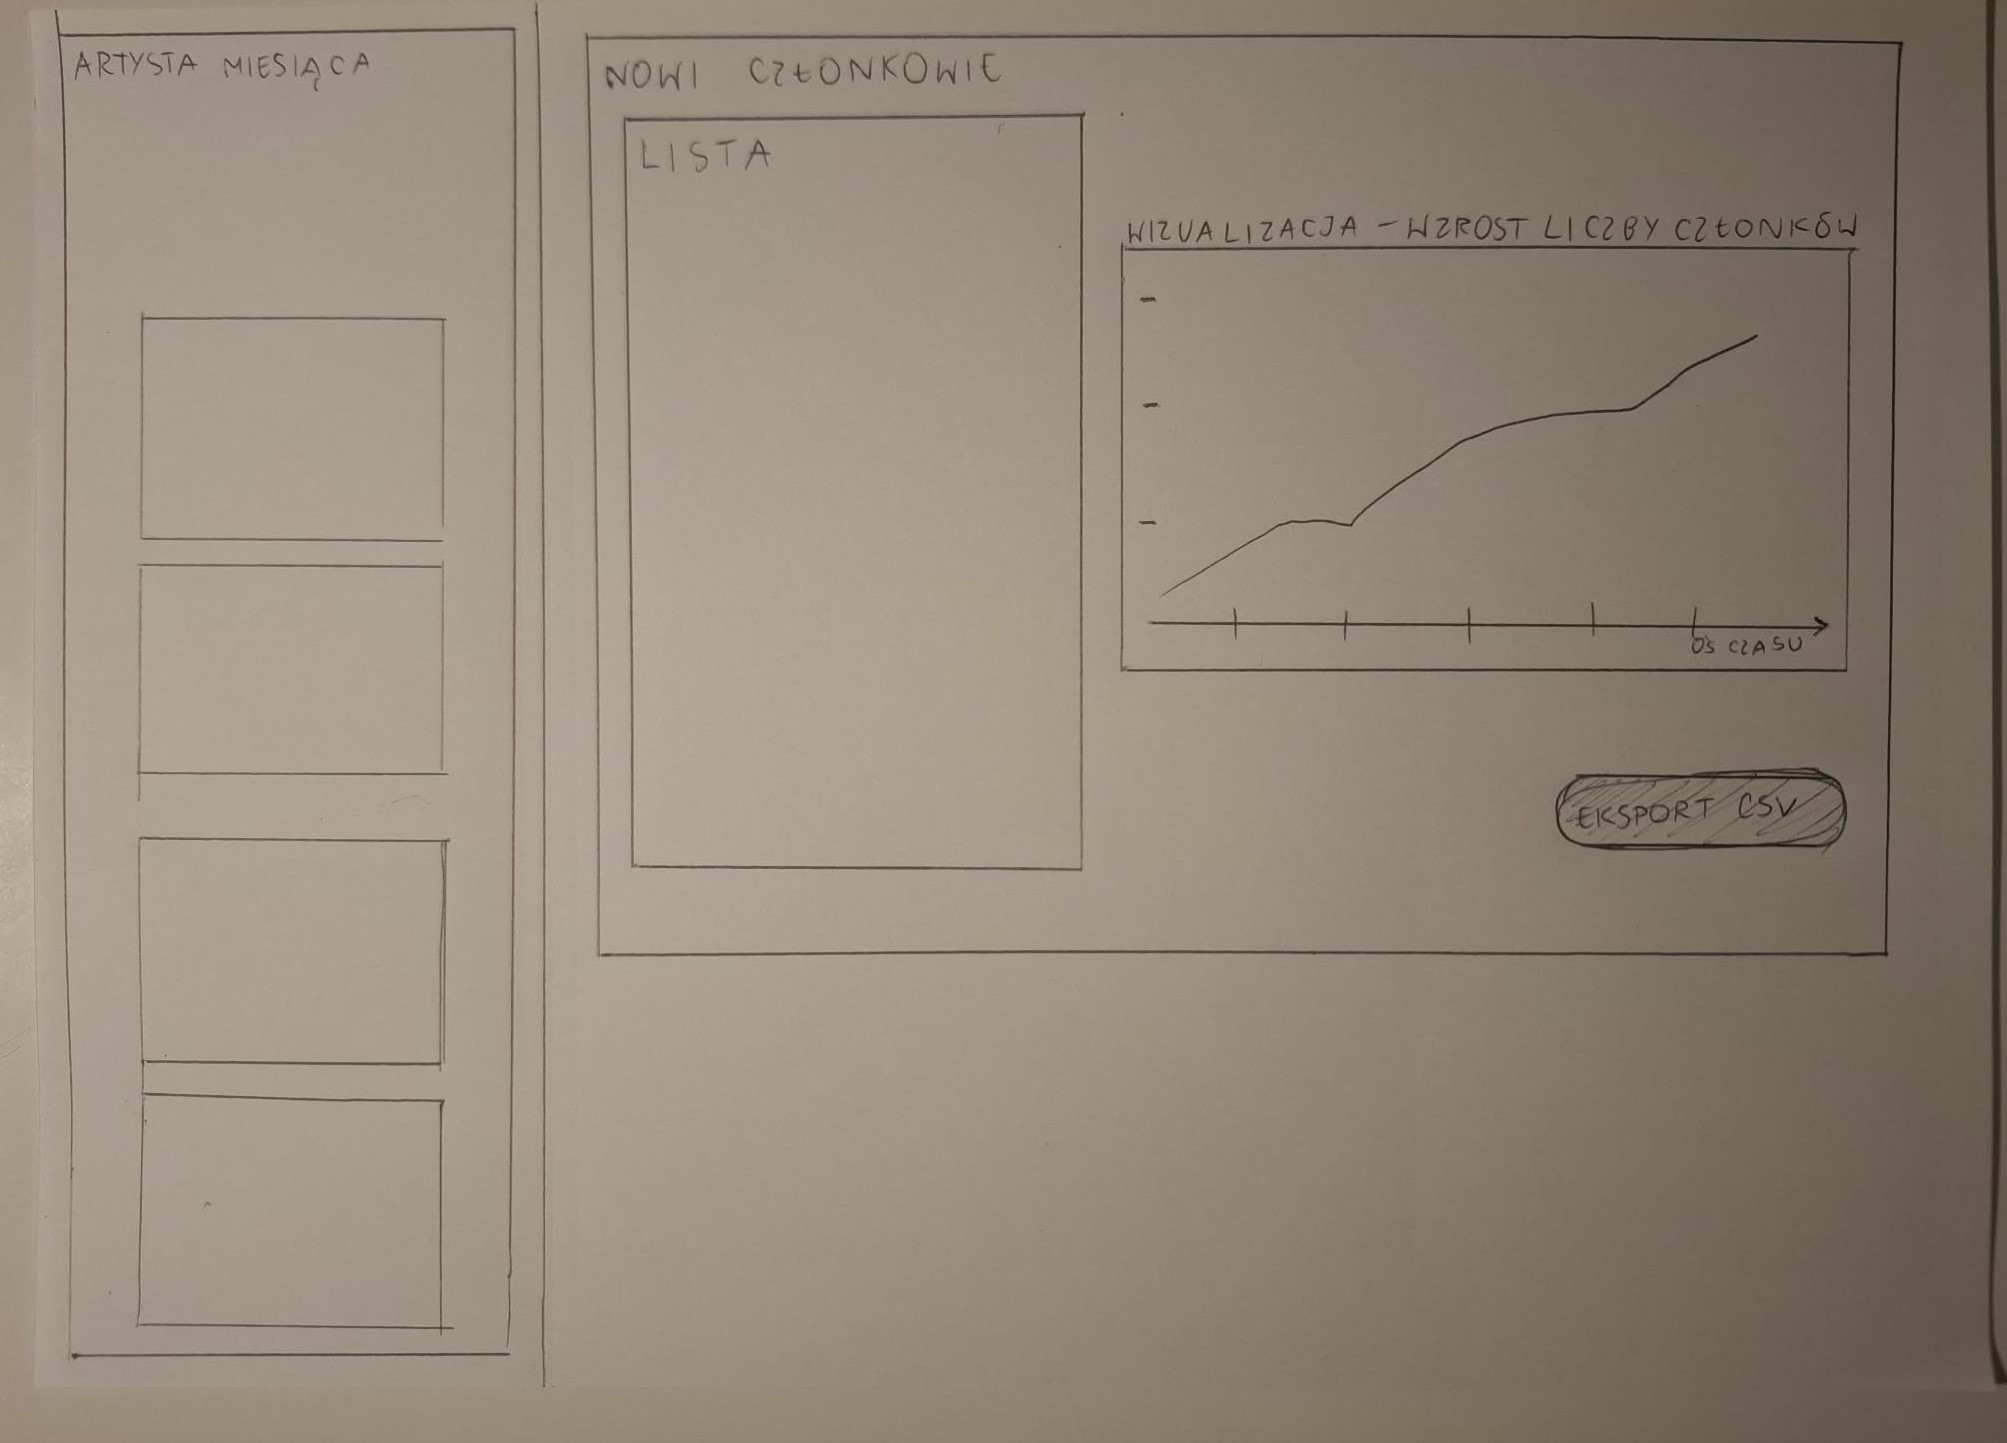 ARTYSTA MIESIĄCA
NOWI CZŁONKOWIE
LISTA
WIZUALIZACJA – WZROST LICZBY CZŁONKÓW
OŚ CZASU
EKSPORT CSV